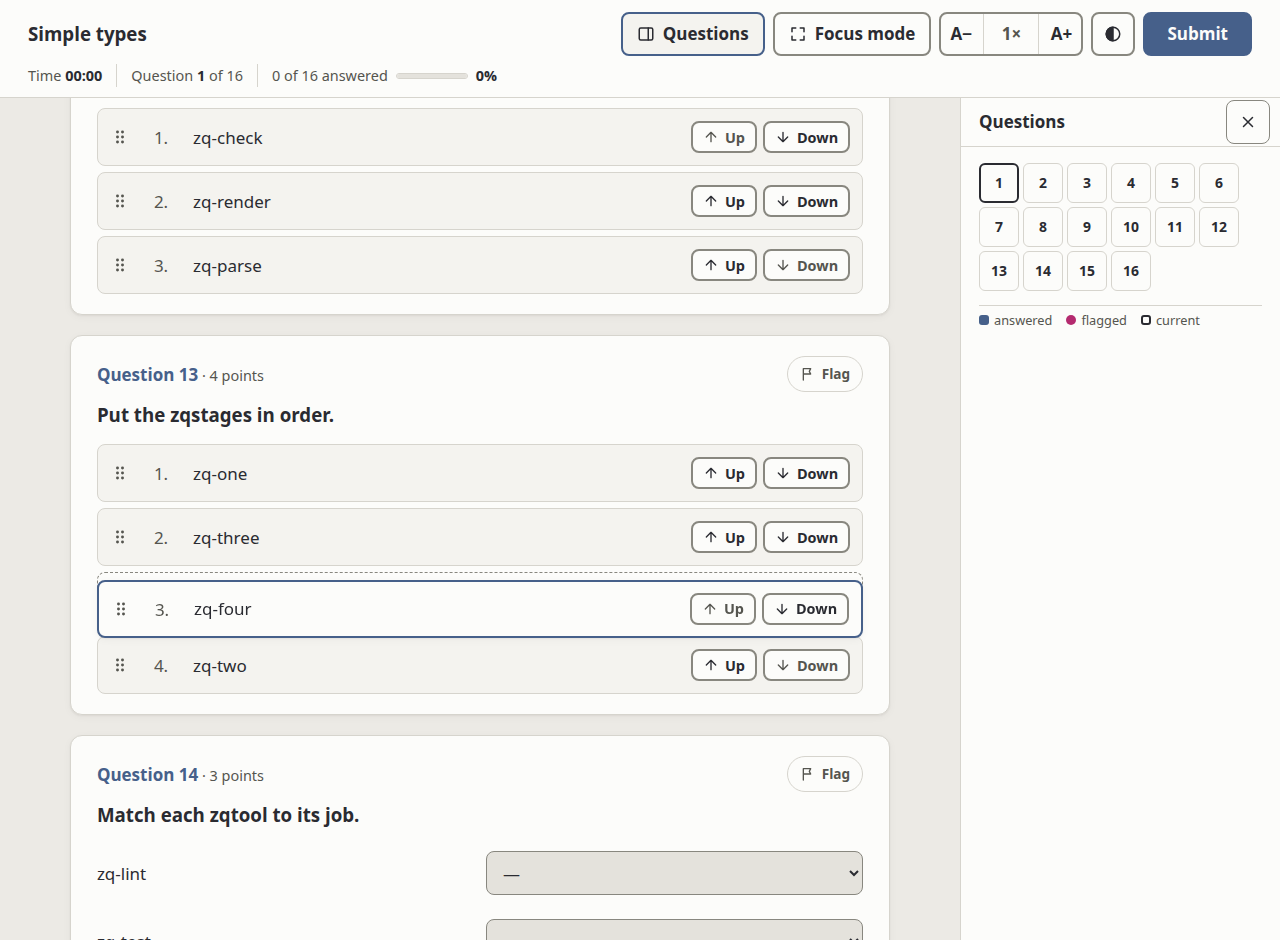 Simple types
Questions
Focus mode
A−
1×
A+
Submit
Time 00:00
Question 1 of 16
0 of 16 answered
0%
1. zq-check Up Down
2. zq-render Up Down
3. zq-parse Up Down
Question 13 · 4 points
Flag
Put the zqstages in order.
1. zq-one Up Down
2. zq-three Up Down
3. zq-four Up Down
4. zq-two Up Down
Question 14 · 3 points
Flag
Match each zqtool to its job.
zq-lint —
Questions
1 2 3 4 5 6
7 8 9 10 11 12
13 14 15 16
answered flagged current